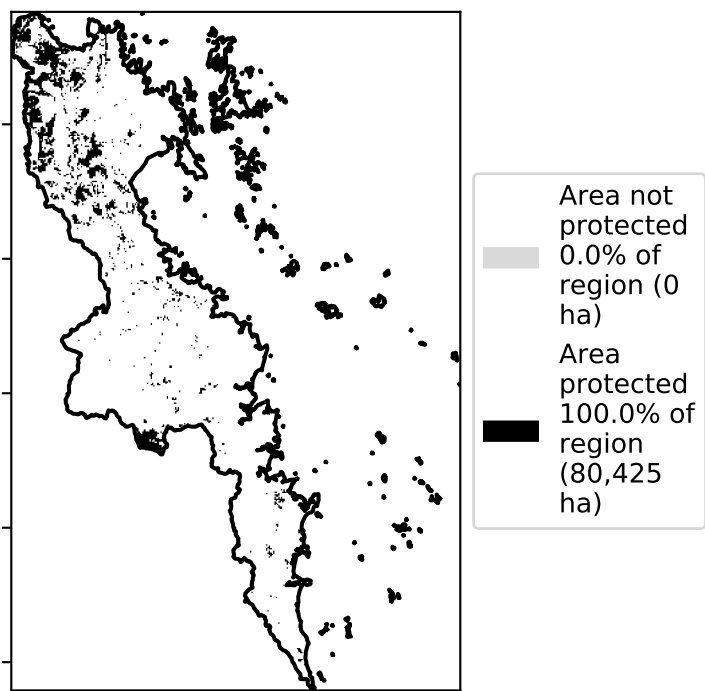 Area not
protected
0.0% of
region (0
ha)
Area
protected
100.0% of
region
(80,425
ha)